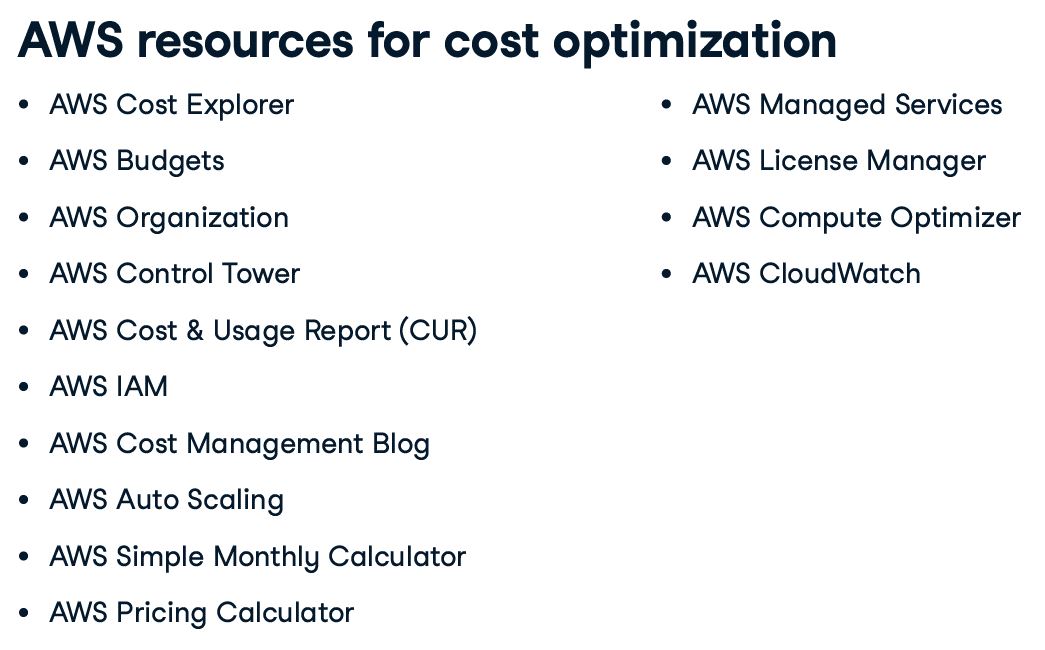 AWS resources for cost optimization
• AWS Cost Explorer
• AWS Budgets
• AWS Organization
• AWS Control Tower
• AWS Cost & Usage Report (CUR)
• AWS IAM
• AWS Cost Management Blog
• AWS Auto Scaling
• AWS Simple Monthly Calculator
• AWS Pricing Calculator
• AWS Managed Services
• AWS License Manager
• AWS Compute Optimizer
• AWS CloudWatch